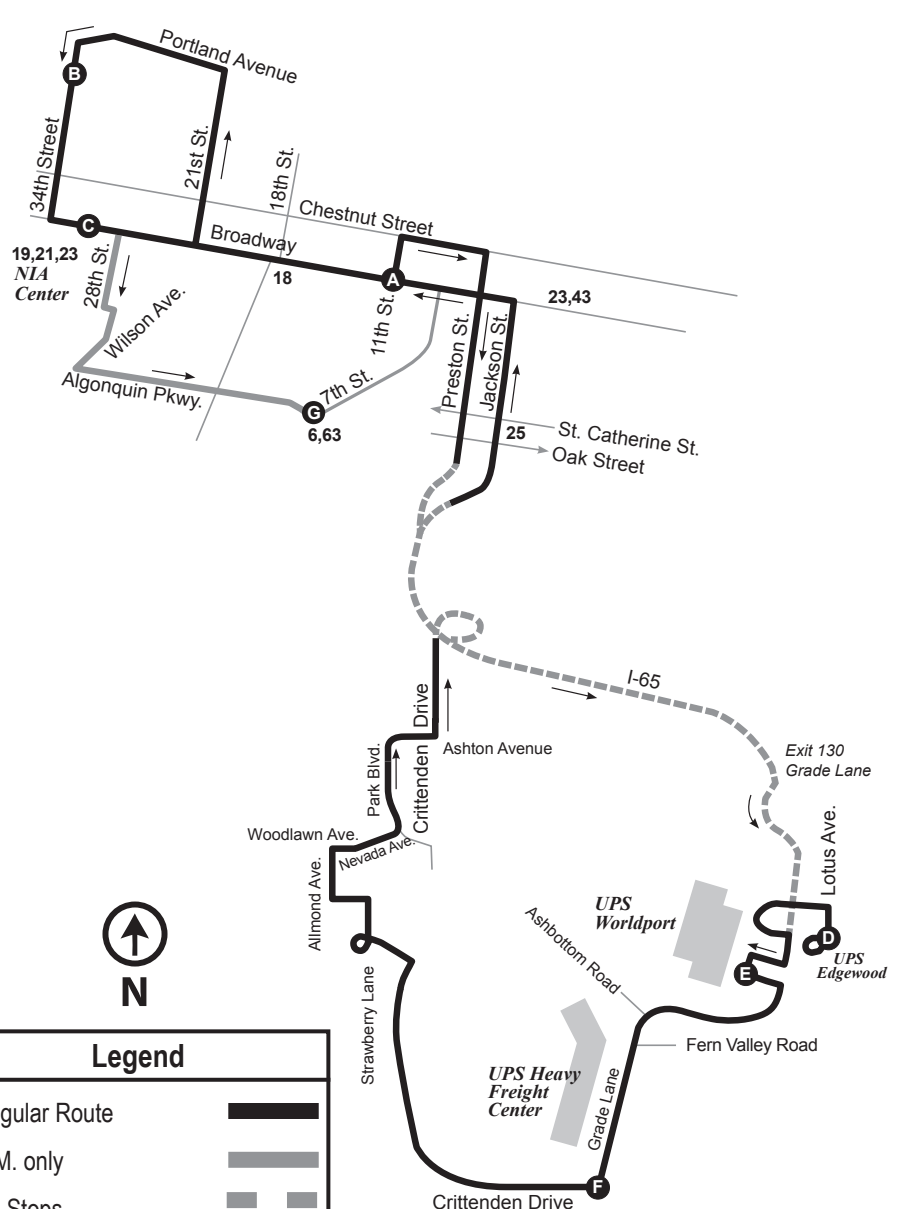 Portland Avenue
B
34th Street
21st St.
18th St.
Chestnut Street
C
Broadway
19,21,23
NIA
Center
28th St.
18
A
23,43
Wilson Ave.
11th St.
Preston St.
Jackson St.
Algonquin Pkwy.
7th St.
G
6,63
25
St. Catherine St.
Oak Street
I-65
Drive
Crittenden
Ashton Avenue
Park Blvd.
Exit 130
Grade Lane
Woodlawn Ave.
Nevada Ave.
Lotus Ave.
Allmond Ave.
UPS
Worldport
Ashbottom Road
D
UPS
Edgewood
E
N
Strawberry Lane
Fern Valley Road
UPS Heavy
Freight
Center
Grade Lane
F
Crittenden Drive
Legend
gular Route
M. only
Stops